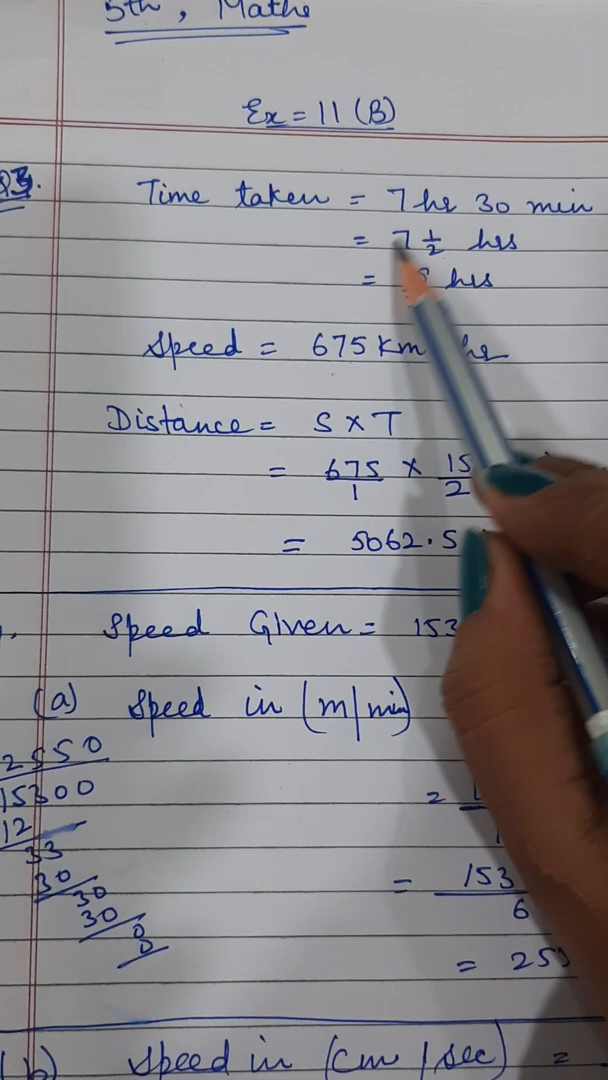 5th, Maths
Ex = 11 (B)
Q3.
Time taken = 7 hr 30 min
= 7 1/2 hrs
= hrs
Speed = 675 Km
Distance = S X T
= 675/1 × 15/2
= 5062.5
Speed Given = 153
(a) Speed in (m/min)
2550
15300
12
33
30
30
30
0
0
=
= 153
6
= 255
(b) Speed in (cm/sec) =